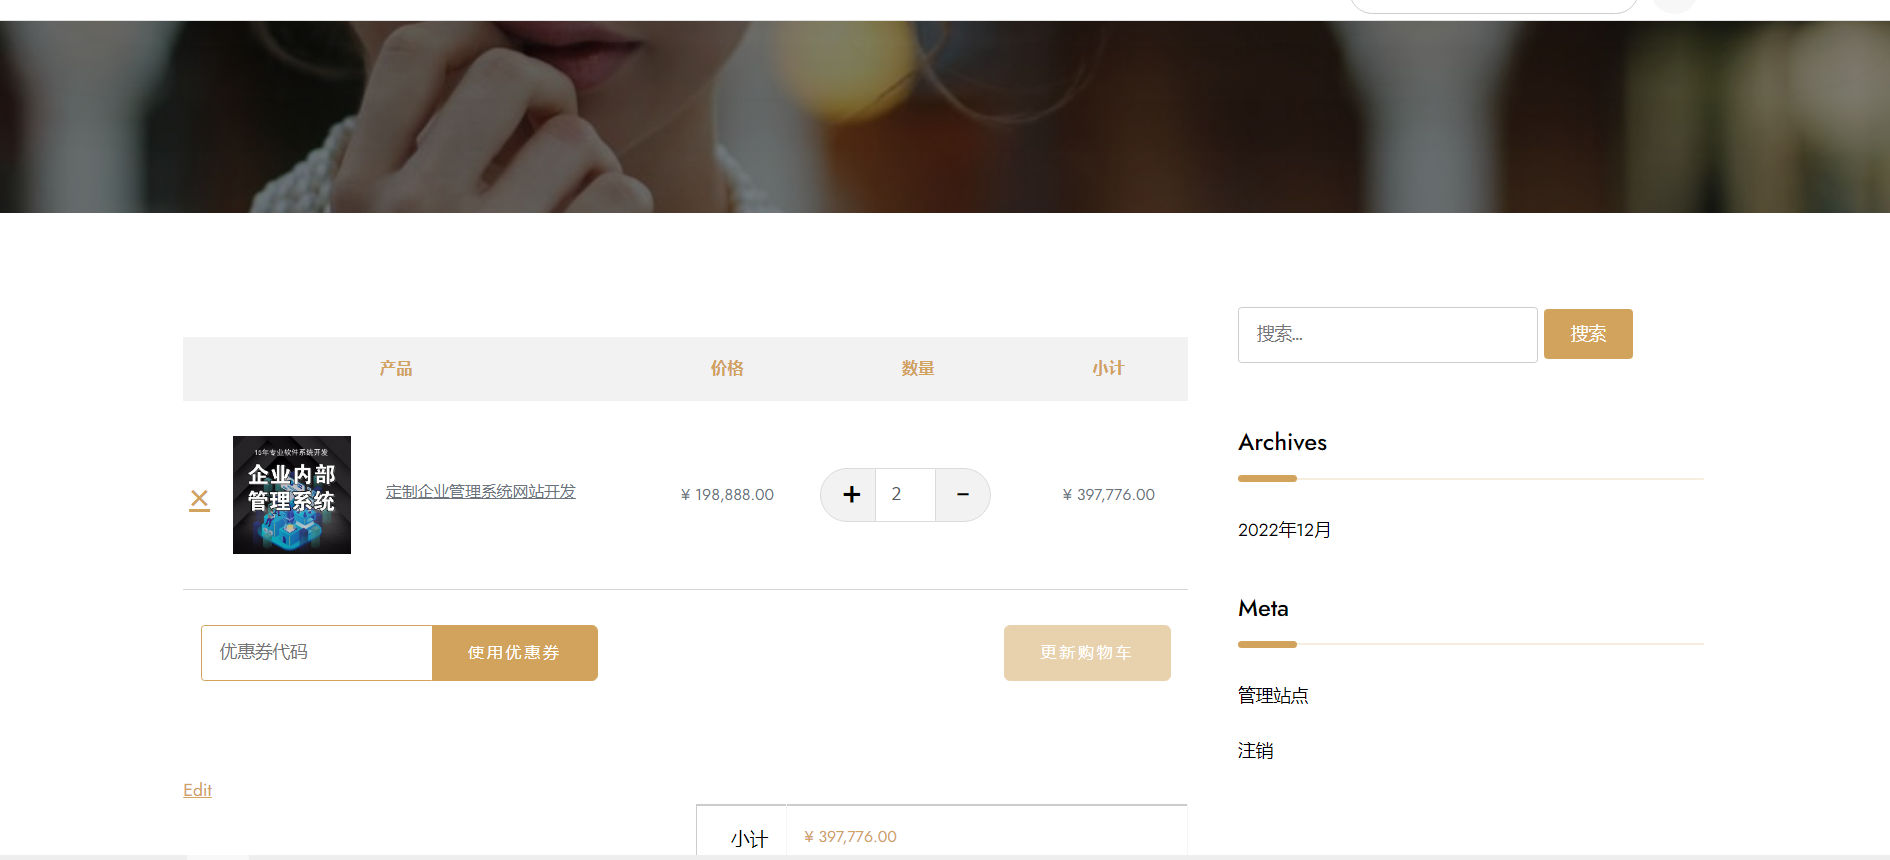 搜索...
搜索
产品 价格 数量 小计
15年专业软件系统开发
企业内部
管理系统
× 定制企业管理系统网站开发 ¥ 198,888.00 + 2 - ¥ 397,776.00
优惠券代码 使用优惠券 更新购物车
Edit
小计 ¥ 397,776.00
Archives
2022年12月
Meta
管理站点
注销